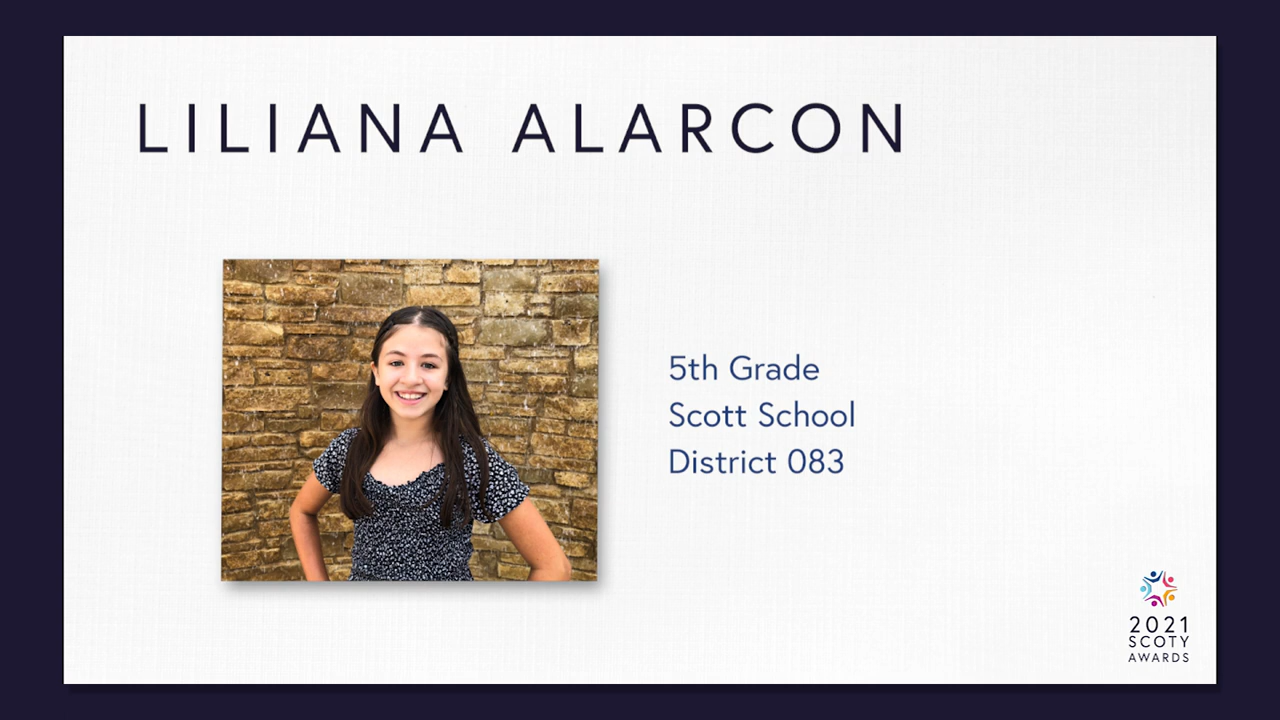 LILIANA ALARCON
5th Grade
Scott School
District 083
2021
SCOTY
AWARDS